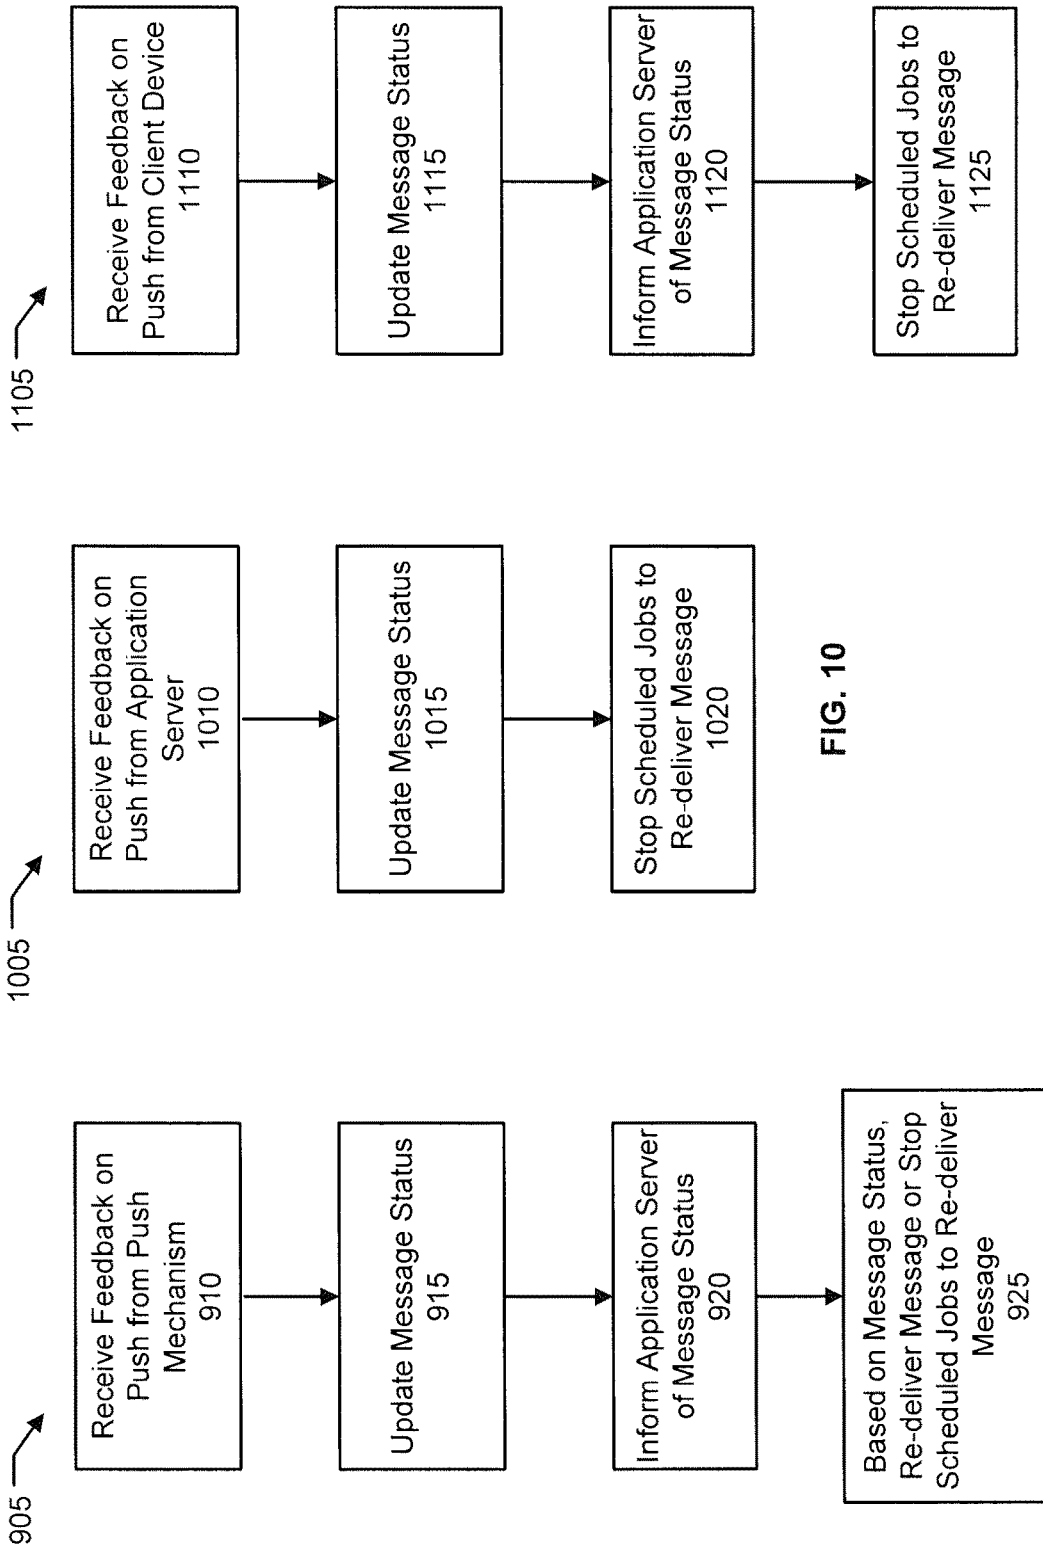 905
Receive Feedback on
Push from Push
Mechanism
910
Update Message Status
915
Inform Application Server
of Message Status
920
Based on Message Status,
Re-deliver Message or Stop
Scheduled Jobs to Re-deliver
Message
925
1005
Receive Feedback on
Push from Application
Server
1010
Update Message Status
1015
Stop Scheduled Jobs to
Re-deliver Message
1020
FIG. 10
1105
Receive Feedback on
Push from Client Device
1110
Update Message Status
1115
Inform Application Server
of Message Status
1120
Stop Scheduled Jobs to
Re-deliver Message
1125